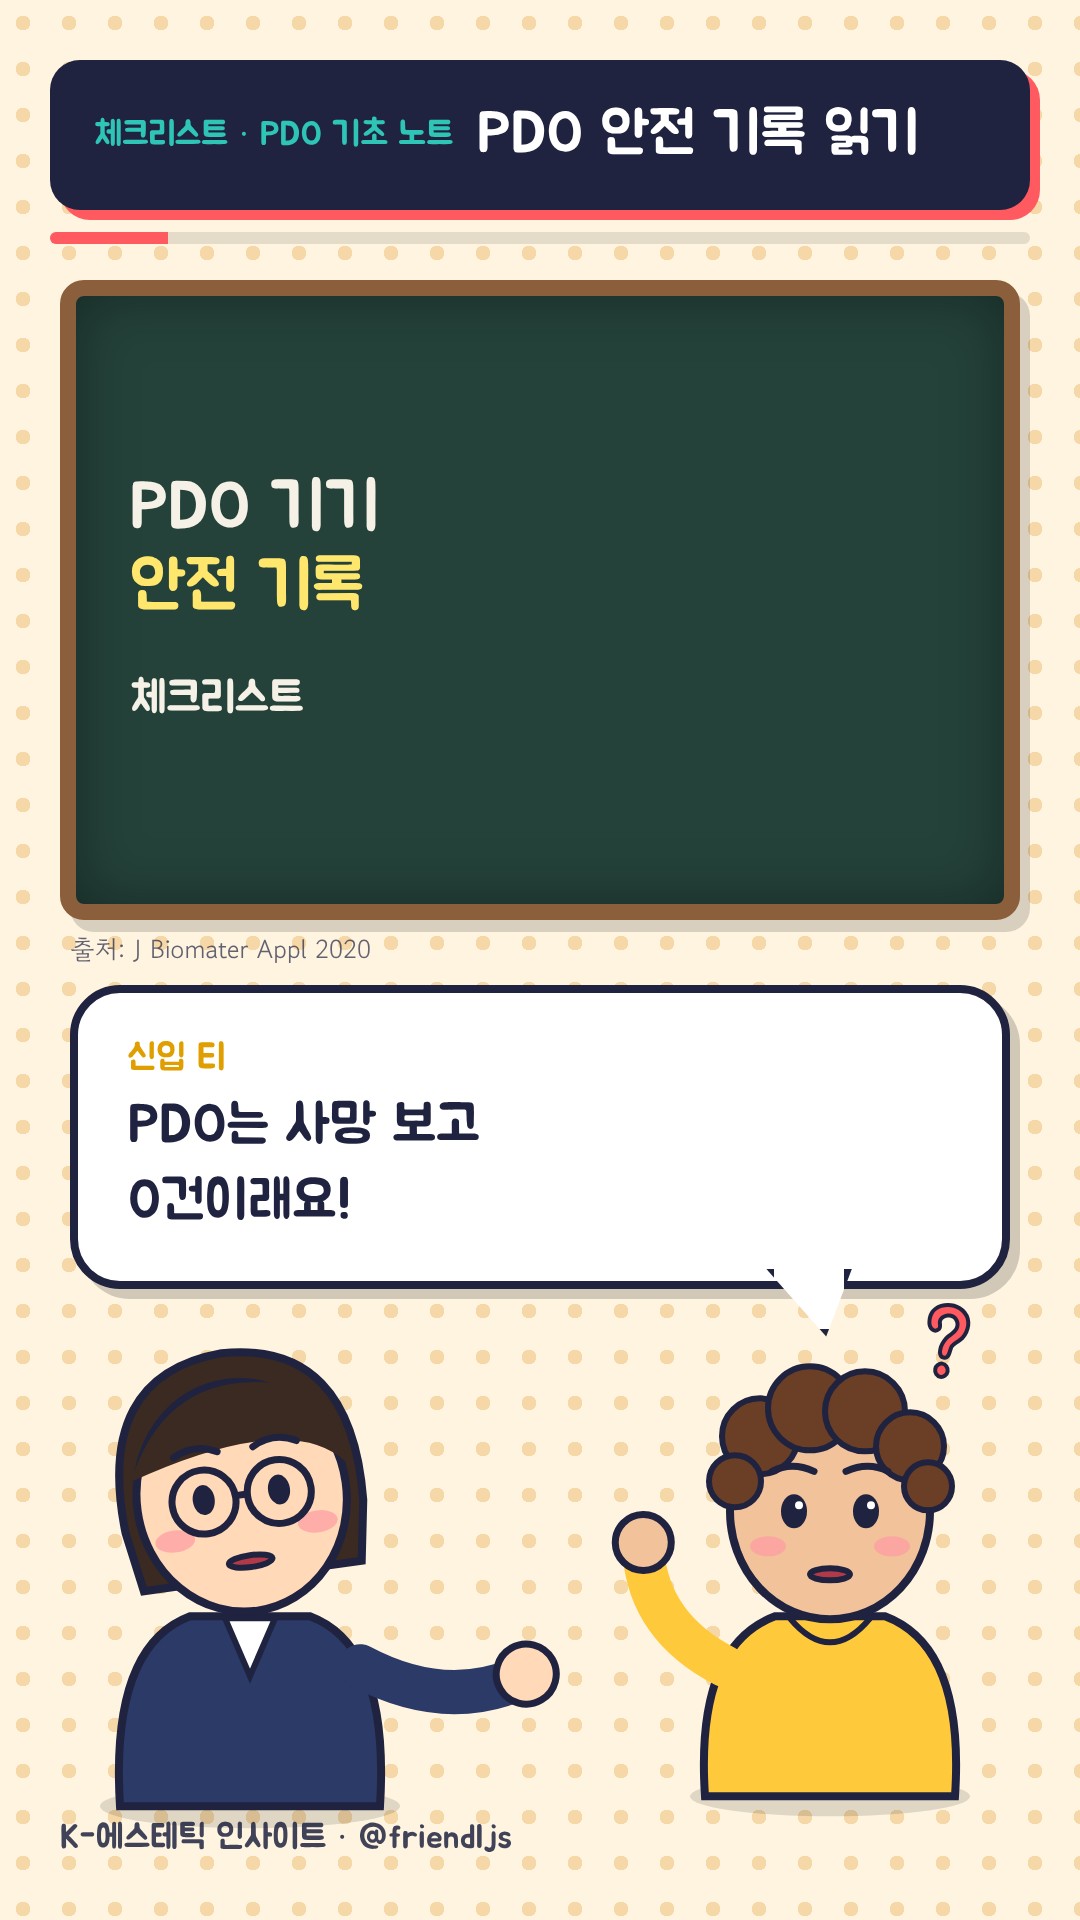 체크리스트 · PDO 기초 노트 PDO 안전 기록 읽기
PDO 기기
안전 기록
체크리스트
출처: J Biomater Appl 2020
신입 티
PDO는 사망 보고
0건이래요!
?
K-에스테틱 인사이트 · @friendljs